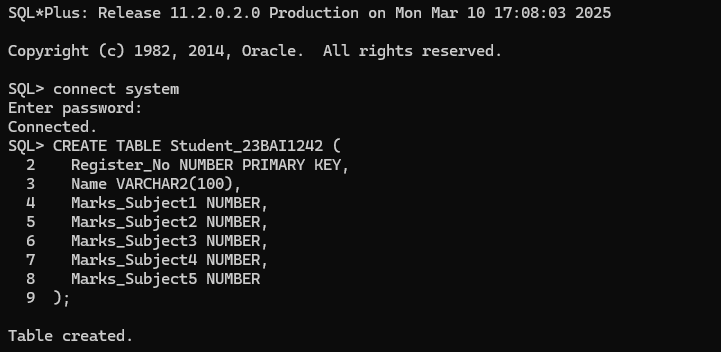 SQL*Plus: Release 11.2.0.2.0 Production on Mon Mar 10 17:08:03 2025
Copyright (c) 1982, 2014, Oracle.  All rights reserved.
SQL> connect system
Enter password:
Connected.
SQL> CREATE TABLE Student_23BAI1242 (
  2    Register_No NUMBER PRIMARY KEY,
  3    Name VARCHAR2(100),
  4    Marks_Subject1 NUMBER,
  5    Marks_Subject2 NUMBER,
  6    Marks_Subject3 NUMBER,
  7    Marks_Subject4 NUMBER,
  8    Marks_Subject5 NUMBER
  9  );
Table created.